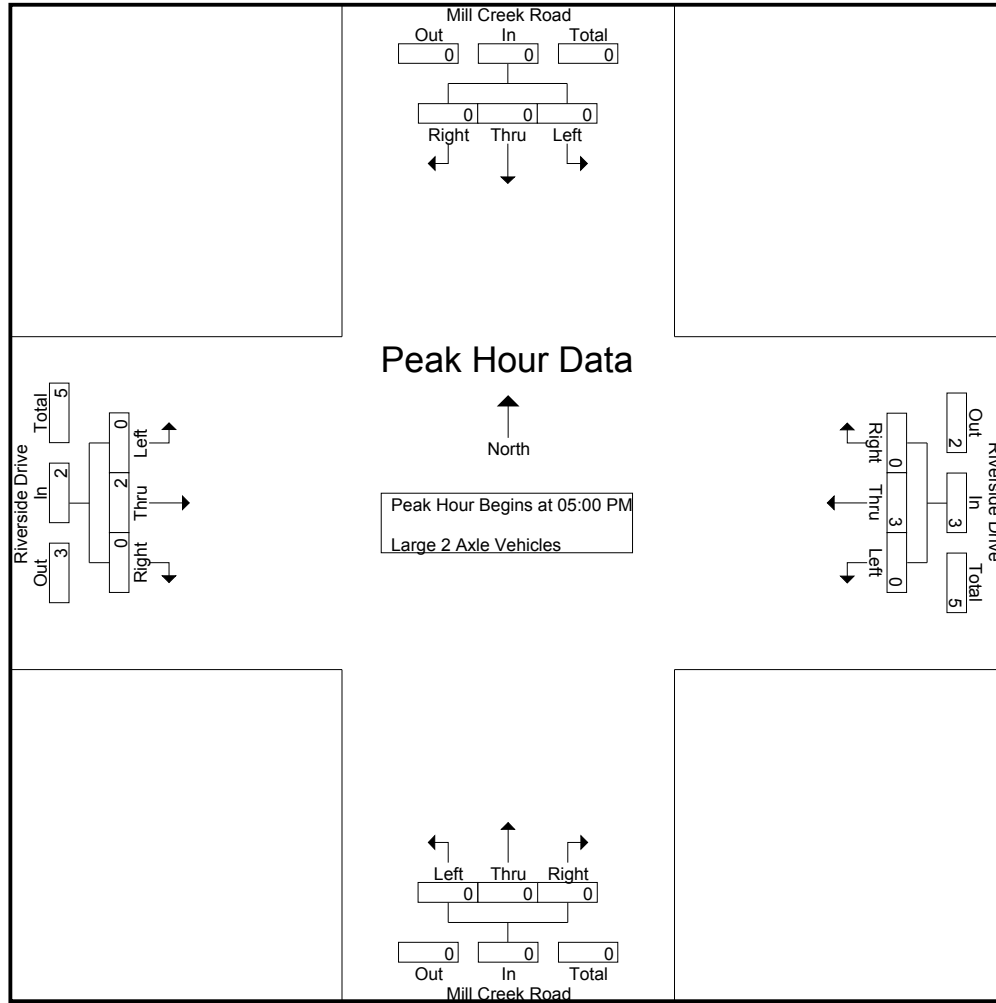 Mill Creek Road
Out In Total
0 0 0
0 0 0
Right Thru Left
Peak Hour Data
North
Peak Hour Begins at 05:00 PM
Large 2 Axle Vehicles
Riverside Drive
Out In Total
3 2 5
0 2 0
Right Thru Left
Riverside Drive
Out In Total
2 3 5
0 3 0
Right Thru Left
Left Thru Right
0 0 0
0 0 0
Out In Total
Mill Creek Road